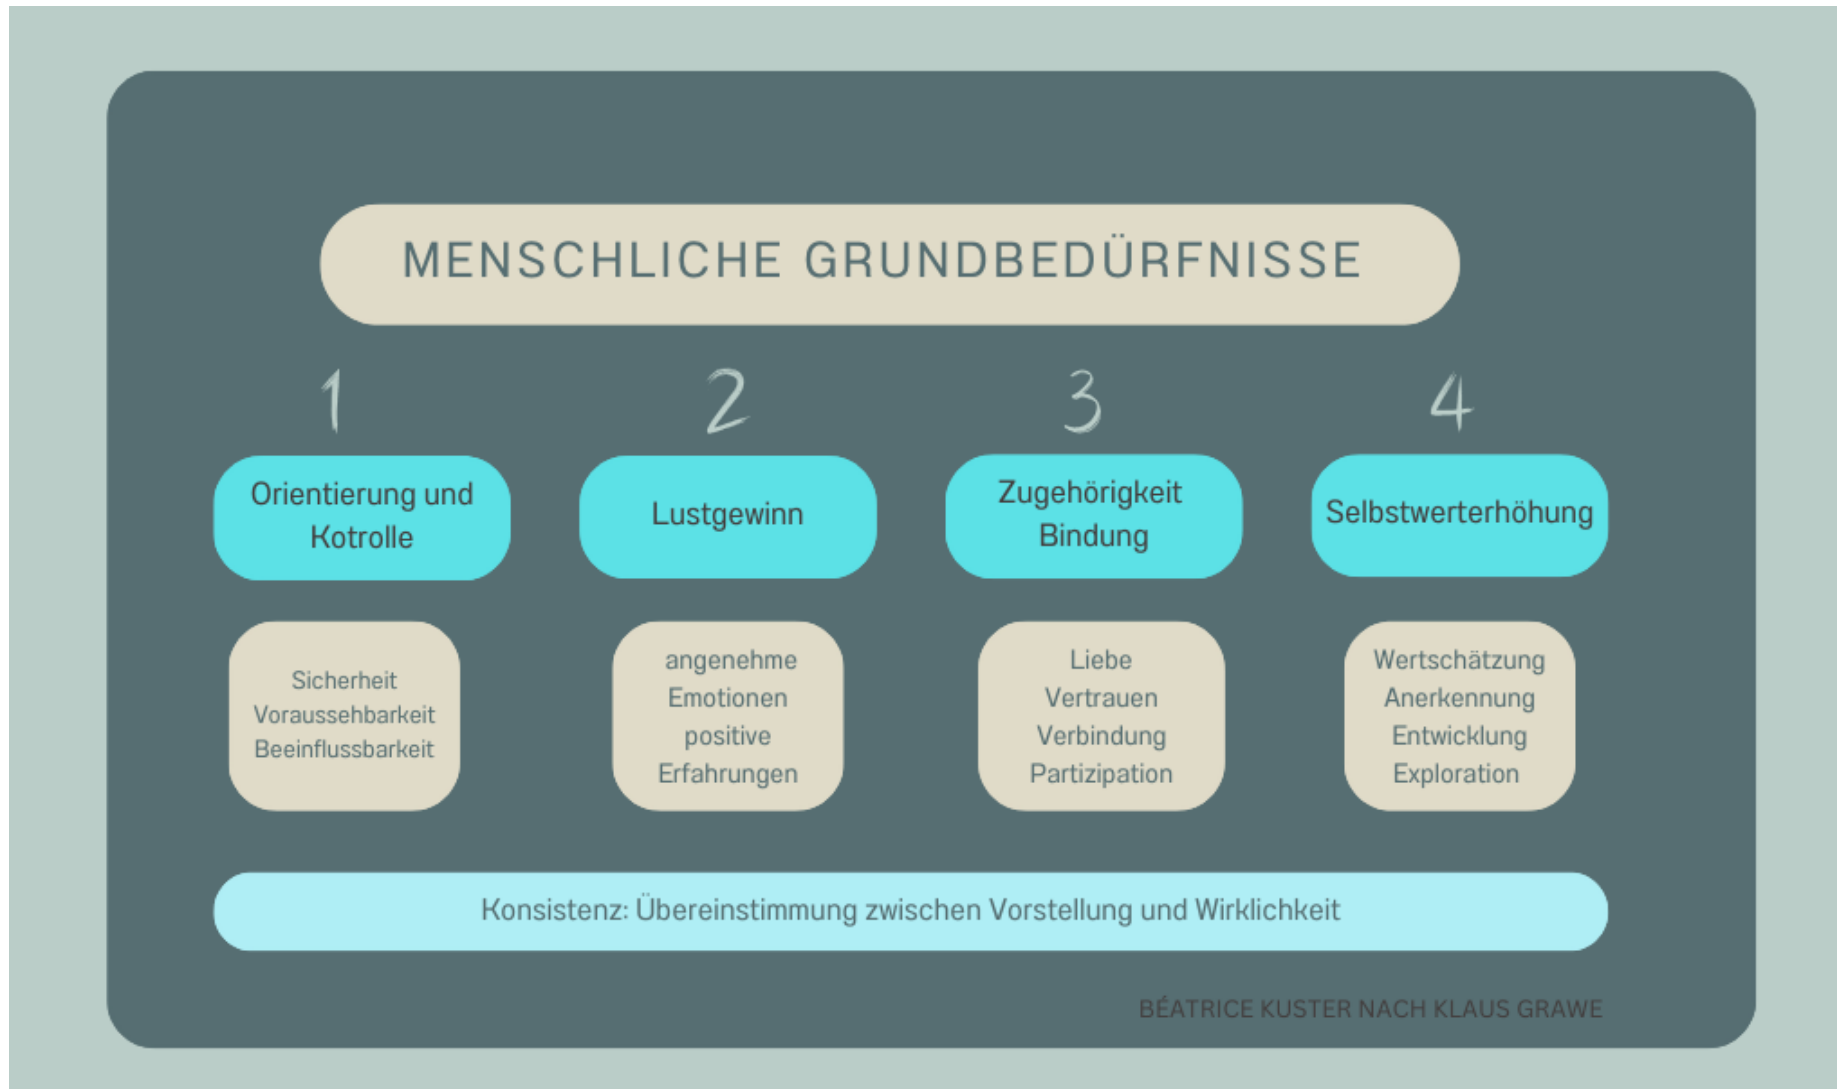 MENSCHLICHE GRUNDBEDÜRFNISSE
1
Orientierung und
Kotrolle
Sicherheit
Voraussehbarkeit
Beeinflussbarkeit
2
Lustgewinn
angenehme
Emotionen
positive
Erfahrungen
3
Zugehörigkeit
Bindung
Liebe
Vertrauen
Verbindung
Partizipation
4
Selbstwerterhöhung
Wertschätzung
Anerkennung
Entwicklung
Exploration
Konsistenz: Übereinstimmung zwischen Vorstellung und Wirklichkeit
BÉATRICE KUSTER NACH KLAUS GRAWE